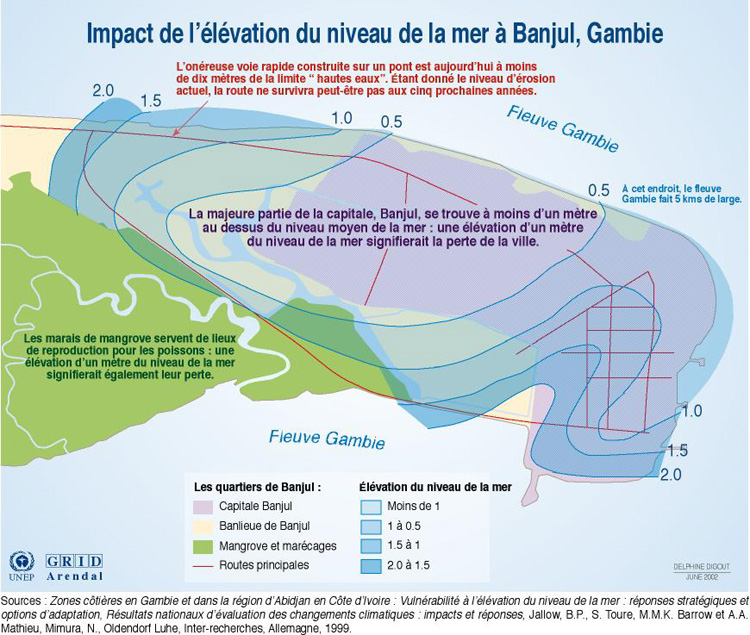 Impact de l'élévation du niveau de la mer à Banjul, Gambie
L'onéreuse voie rapide construite sur un pont est aujourd'hui à moins
de dix mètres de la limite " hautes eaux". Étant donné le niveau d'érosion
actuel, la route ne survivra peut-être pas aux cinq prochaines années.
2.0
1.5
1.0
0.5
Fleuve Gambie
0.5
À cet endroit, le fleuve
Gambie fait 5 kms de large.
La majeure partie de la capitale, Banjul, se trouve à moins d'un mètre
au dessus du niveau moyen de la mer : une élévation d'un mètre
du niveau de la mer signifierait la perte de la ville.
Les marais de mangrove servent de lieux
de reproduction pour les poissons : une
élévation d'un mètre du niveau de la mer
signifierait également leur perte.
1.0
1.5
2.0
Fleuve Gambie
Les quartiers de Banjul :
Capitale Banjul
Banlieue de Banjul
Mangrove et marécages
Routes principales
Élévation du niveau de la mer
Moins de 1
1 à 0.5
1.5 à 1
2.0 à 1.5
UNEP
GRID
Arendal
DELPHINE DIGOUT
JUNE 2002
Sources : Zones côtières en Gambie et dans la région d'Abidjan en Côte d'Ivoire : Vulnérabilité à l'élévation du niveau de la mer : réponses stratégiques et
options d'adaptation, Résultats nationaux d'évaluation des changements climatiques : impacts et réponses, Jallow, B.P., S. Toure, M.M.K. Barrow et A.A.
Mathieu, Mimura, N., Oldendorf Luhe, Inter-recherches, Allemagne, 1999.